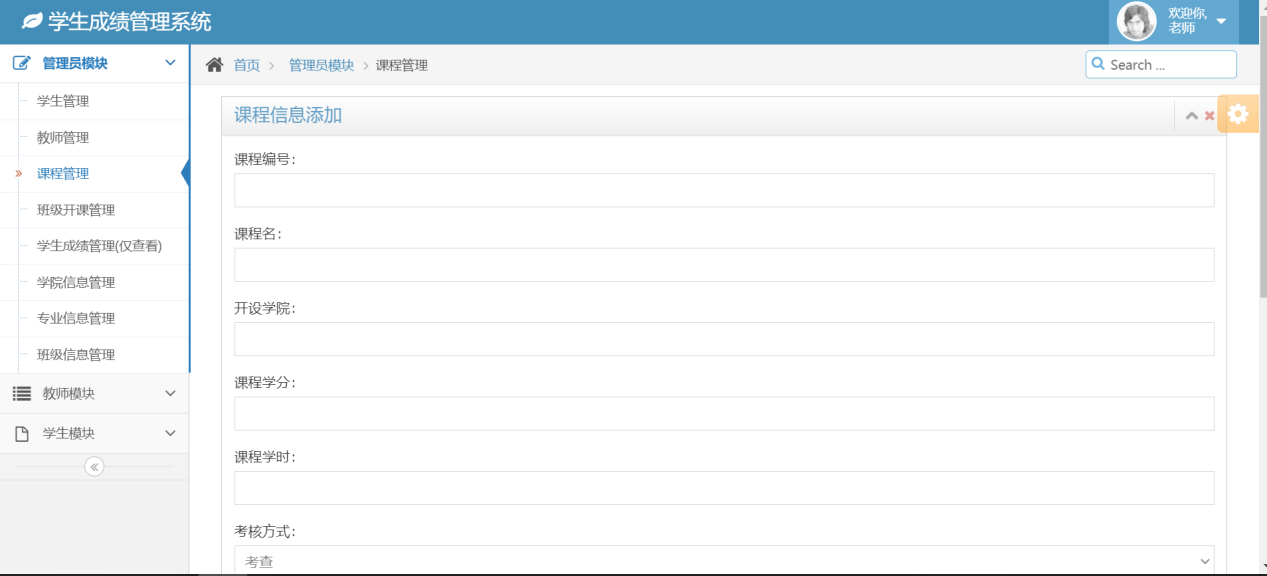 学生成绩管理系统
欢迎你,
老师
管理员模块
学生管理
教师管理
课程管理
班级开课管理
学生成绩管理(仅查看)
学院信息管理
专业信息管理
班级信息管理
教师模块
学生模块
首页 > 管理员模块 > 课程管理
Search ...
课程信息添加
课程编号:
课程名:
开设学院:
课程学分:
课程学时:
考核方式:
考查